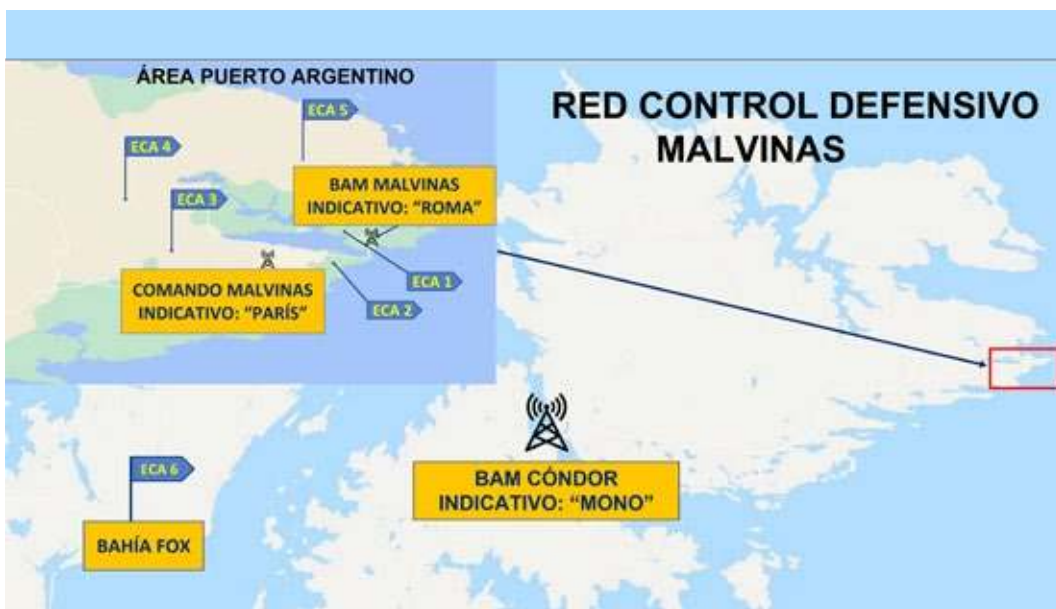 ÁREA PUERTO ARGENTINO
RED CONTROL DEFENSIVO
MALVINAS
ECA 5
ECA 4
ECA 3
BAM MALVINAS
INDICATIVO: “ROMA”
ECA 1
ECA 2
COMANDO MALVINAS
INDICATIVO: “PARÍS”
ECA 6
BAHÍA FOX
BAM CÓNDOR
INDICATIVO: “MONO”